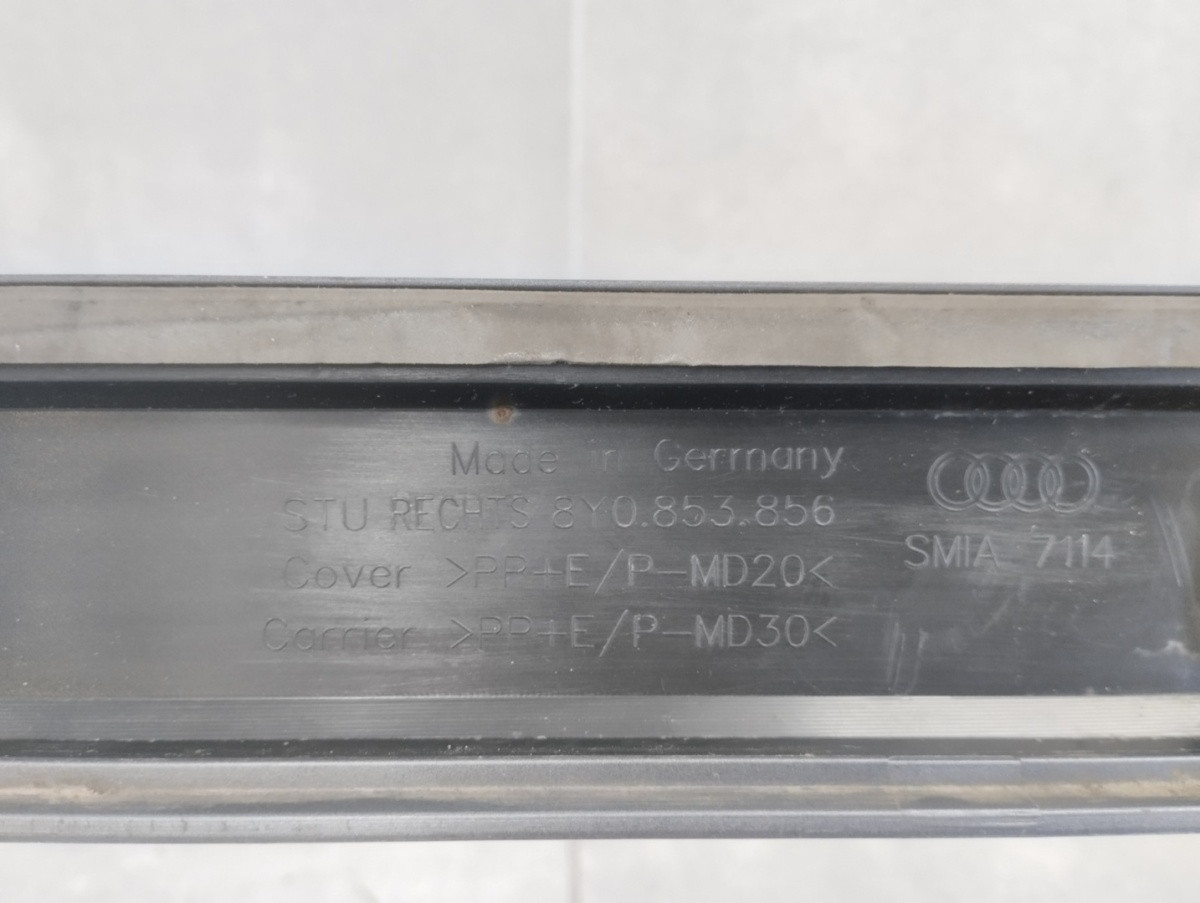 Made in Germany
STU RECHTS 8Y0.853.856
Cover >PP+E/P-MD20<
Carrier >PP+E/P-MD30<
SMIA 7114